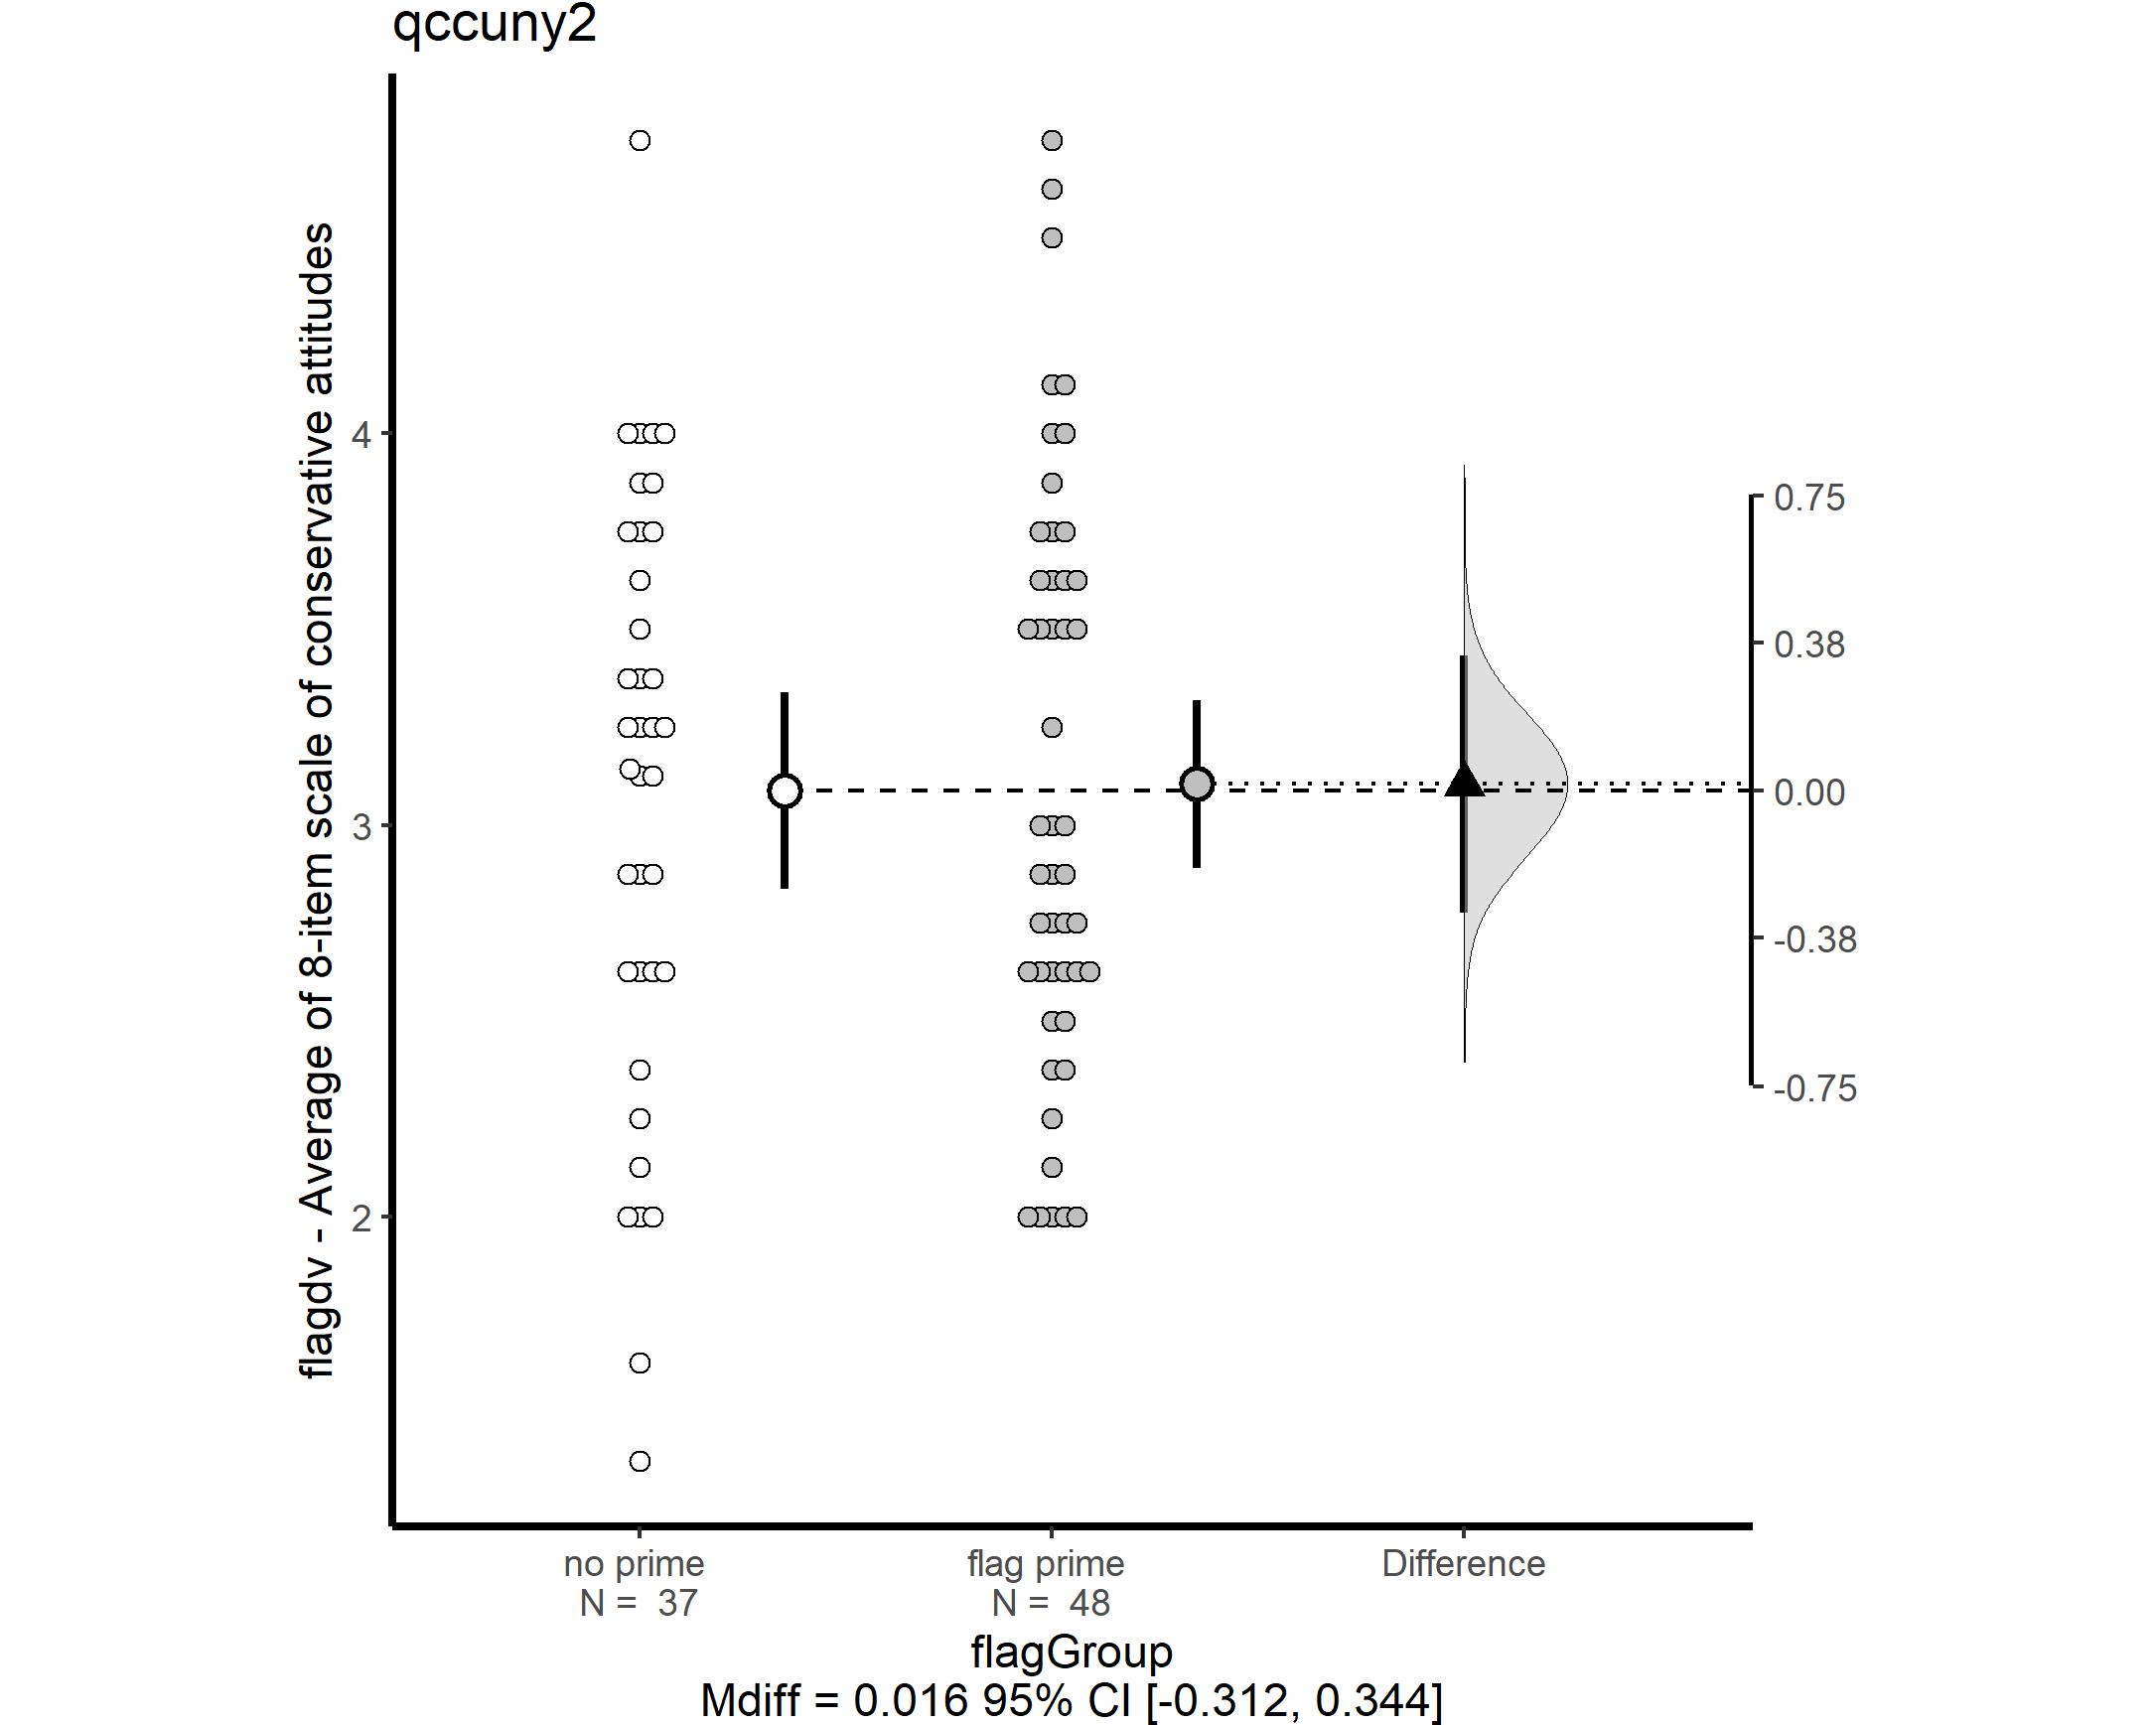 qccuny2
flagdv - Average of 8-item scale of conservative attitudes
4
3
2
0.75
0.38
0.00
-0.38
-0.75
no prime
N =  37
flag prime
N =  48
Difference
flagGroup
Mdiff = 0.016 95% CI [-0.312, 0.344]